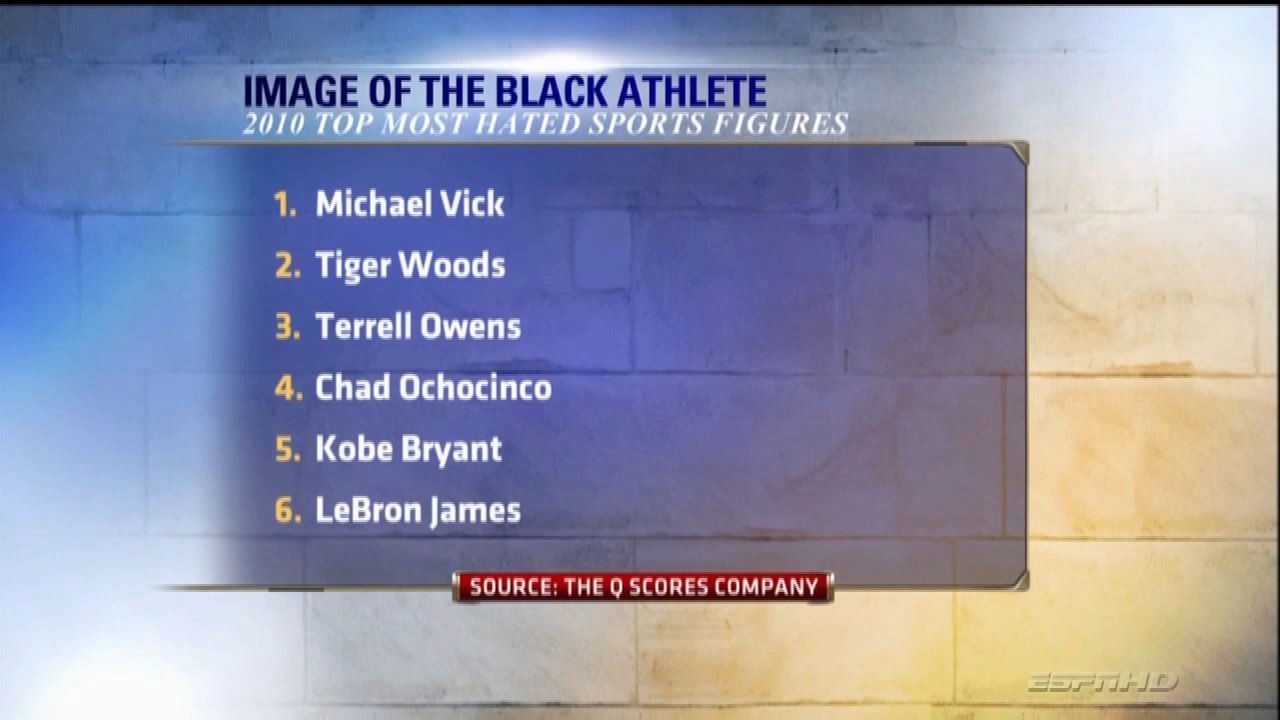 IMAGE OF THE BLACK ATHLETE
2010 TOP MOST HATED SPORTS FIGURES
1. Michael Vick
2. Tiger Woods
3. Terrell Owens
4. Chad Ochocinco
5. Kobe Bryant
6. LeBron James
SOURCE: THE Q SCORES COMPANY
ESPNHD